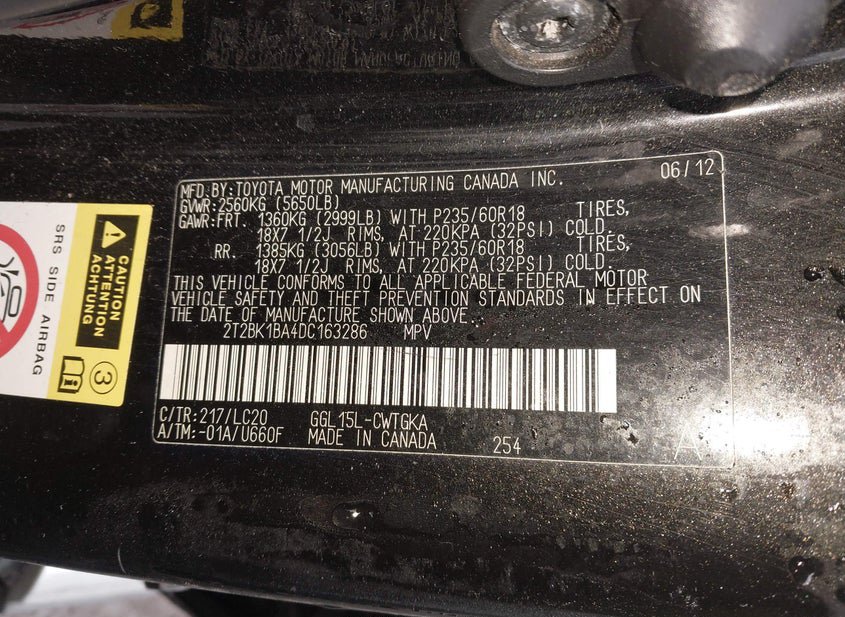 MFD.BY:TOYOTA MOTOR MANUFACTURING CANADA INC. 06/12
GVWR:2560KG (5650LB)
GAWR:FRT. 1360KG (2999LB) WITH P235/60R18 TIRES,
18X7 1/2J RIMS, AT 220KPA (32PSI) COLD.
RR. 1385KG (3056LB) WITH P235/60R18 TIRES,
18X7 1/2J RIMS, AT 220KPA (32PSI) COLD.
THIS VEHICLE CONFORMS TO ALL APPLICABLE FEDERAL MOTOR
VEHICLE SAFETY AND THEFT PREVENTION STANDARDS IN EFFECT ON
THE DATE OF MANUFACTURE SHOWN ABOVE.
2T2BK1BA4DC163286 MPV
C/TR:217/LC20 GGL15L-CWTGKA
A/TM:-01A/U660F MADE IN CANADA 254 A
SRS SIDE AIRBAG
CAUTION
ATTENTION
ACHTUNG
i
3